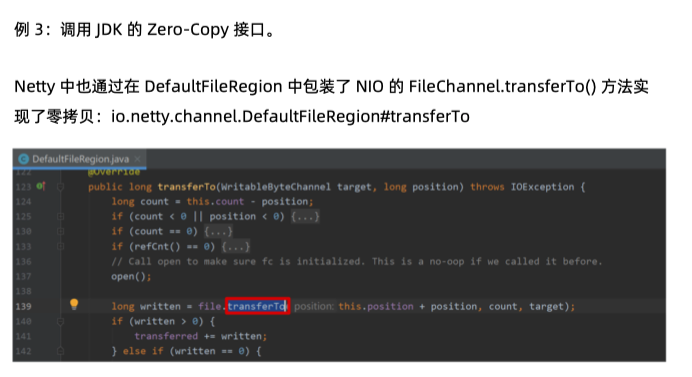 例 3：调用 JDK 的 Zero-Copy 接口。
Netty 中也通过在 DefaultFileRegion 中包装了 NIO 的 FileChannel.transferTo() 方法实
现了零拷贝：io.netty.channel.DefaultFileRegion#transferTo
DefaultFileRegion.java
122 @Override
123 public long transferTo(WritableByteChannel target, long position) throws IOException {
124 long count = this.count - position;
125 if (count < 0 || position < 0) {...}
130 if (count == 0) {...}
133 if (refCnt() == 0) {...}
136 // Call open to make sure fc is initialized. This is a no-oop if we called it before.
137 open();
138
139 long written = file.transferTo( position: this.position + position, count, target);
140 if (written > 0) {
141 transferred += written;
142 } else if (written == 0) {